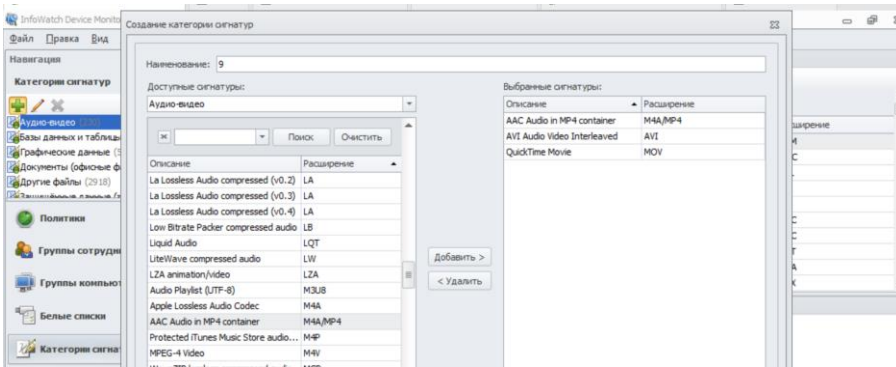 InfoWatch Device Monito
Создание категории сигнатур
Файл Правка Вид
Навигация
Категории сигнатур
Аудио-видео (230)
Базы данных и таблицы
Графические данные (5
Документы (офисные ф
Другие файлы (2918)
Политики
Группы сотрудни
Группы компьют
Белые списки
Категории сигна
Наименование: 9
Доступные сигнатуры:
Аудио-видео
Поиск Очистить
Описание Расширение
La Lossless Audio compressed (v0.2) LA
La Lossless Audio compressed (v0.3) LA
La Lossless Audio compressed (v0.4) LA
Low Bitrate Packer compressed audio LB
Liquid Audio LQT
LiteWave compressed audio LW
LZA animation/video LZA
Audio Playlist (UTF-8) M3U8
Apple Lossless Audio Codec M4A
AAC Audio in MP4 container M4A/MP4
Protected iTunes Music Store audio... M4P
MPEG-4 Video M4V
Добавить >
< Удалить
Выбранные сигнатуры:
Описание Расширение
AAC Audio in MP4 container M4A/MP4
AVI Audio Video Interleaved AVI
QuickTime Movie MOV
ширение